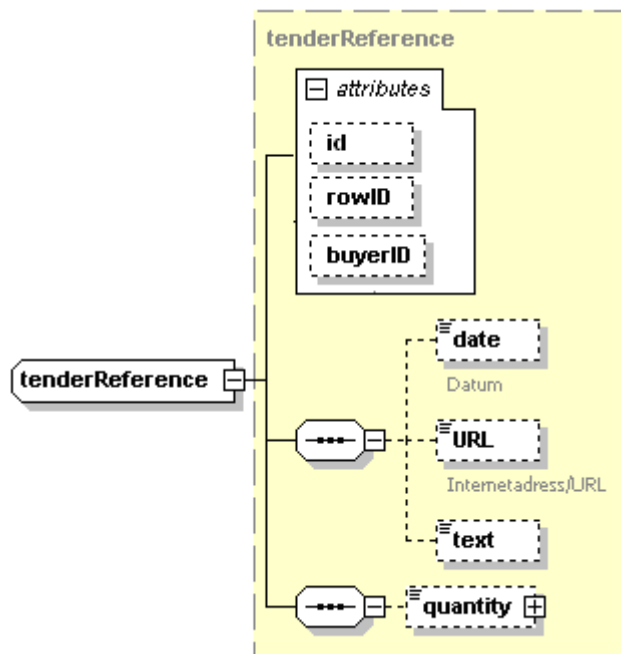 tenderReference
attributes
id
rowID
buyerID
tenderReference
date
Datum
URL
Internetadress/URL
text
quantity